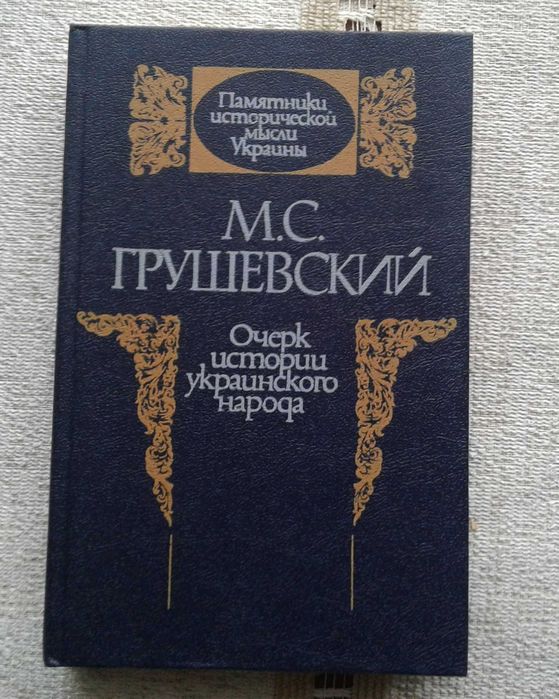 Памятники
исторической
мысли
Украины
М.С.
ГРУШЕВСКИЙ
Очерк
истории
украинского
народа